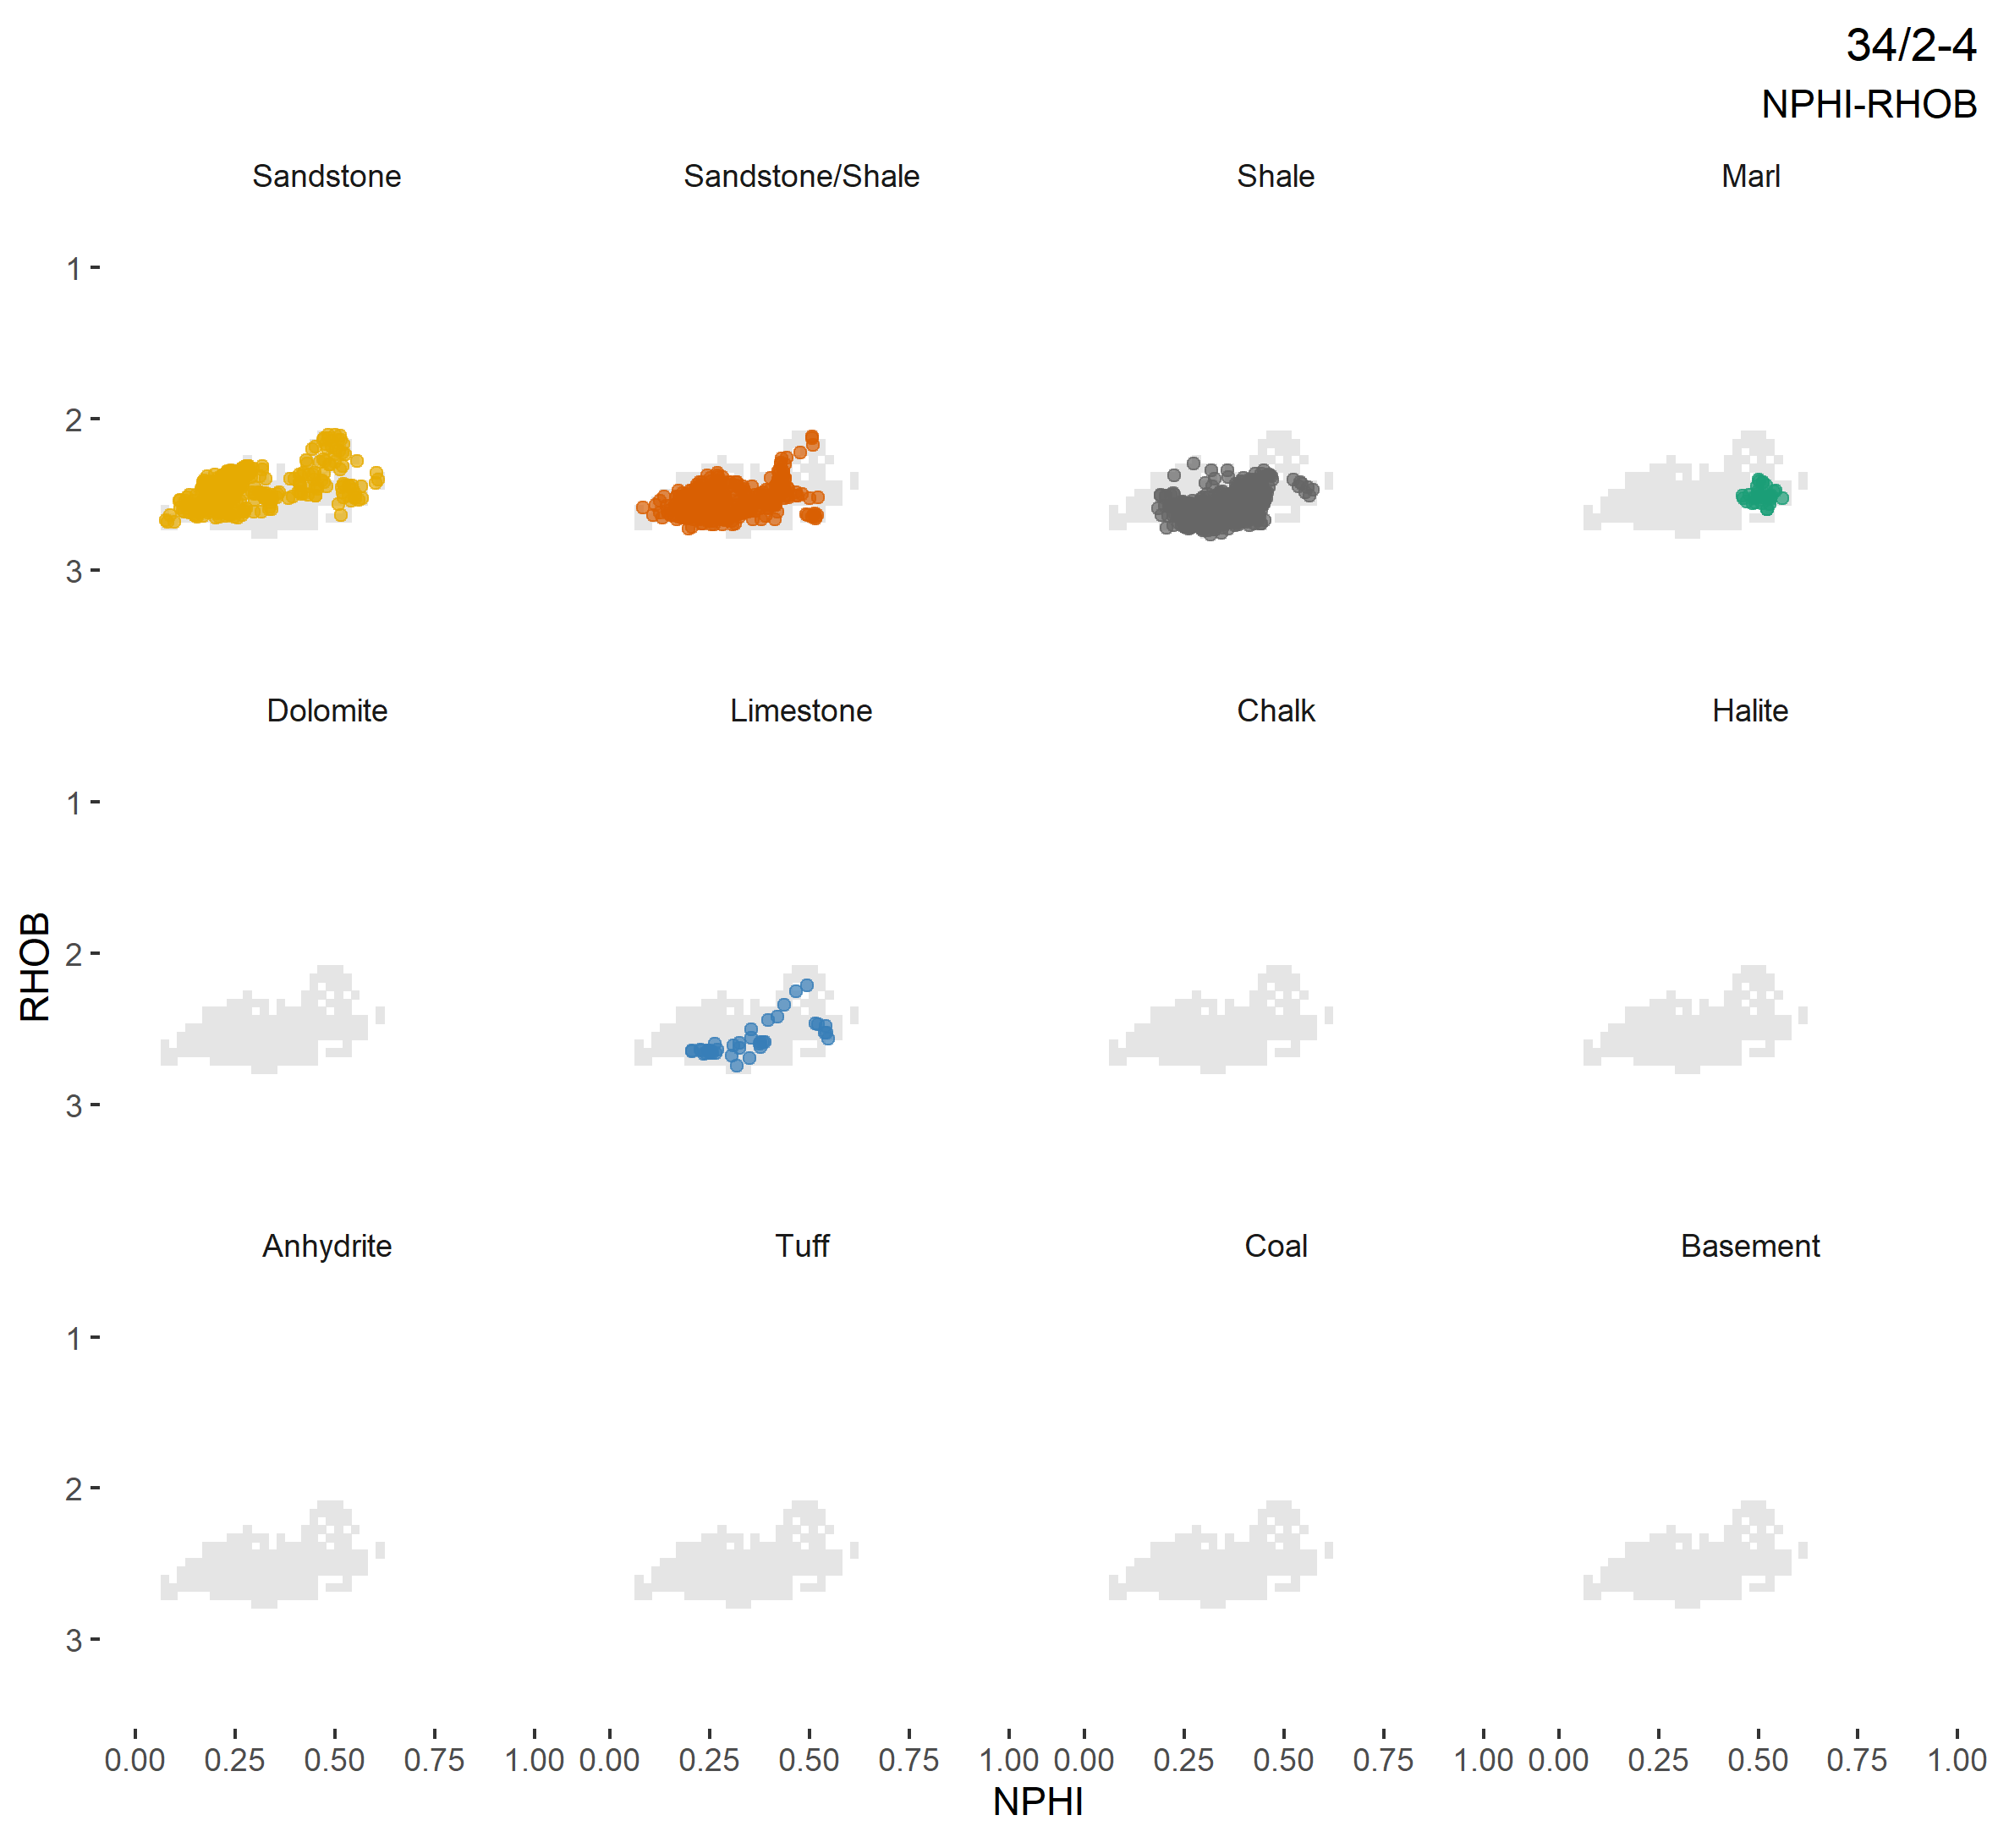 34/2-4
NPHI-RHOB
Sandstone Sandstone/Shale Shale Marl
1
2
3
Dolomite Limestone Chalk Halite
1
2
3
RHOB
Anhydrite Tuff Coal Basement
1
2
3
0.00 0.25 0.50 0.75 1.00 0.00 0.25 0.50 0.75 1.00 0.00 0.25 0.50 0.75 1.00 0.00 0.25 0.50 0.75 1.00
NPHI